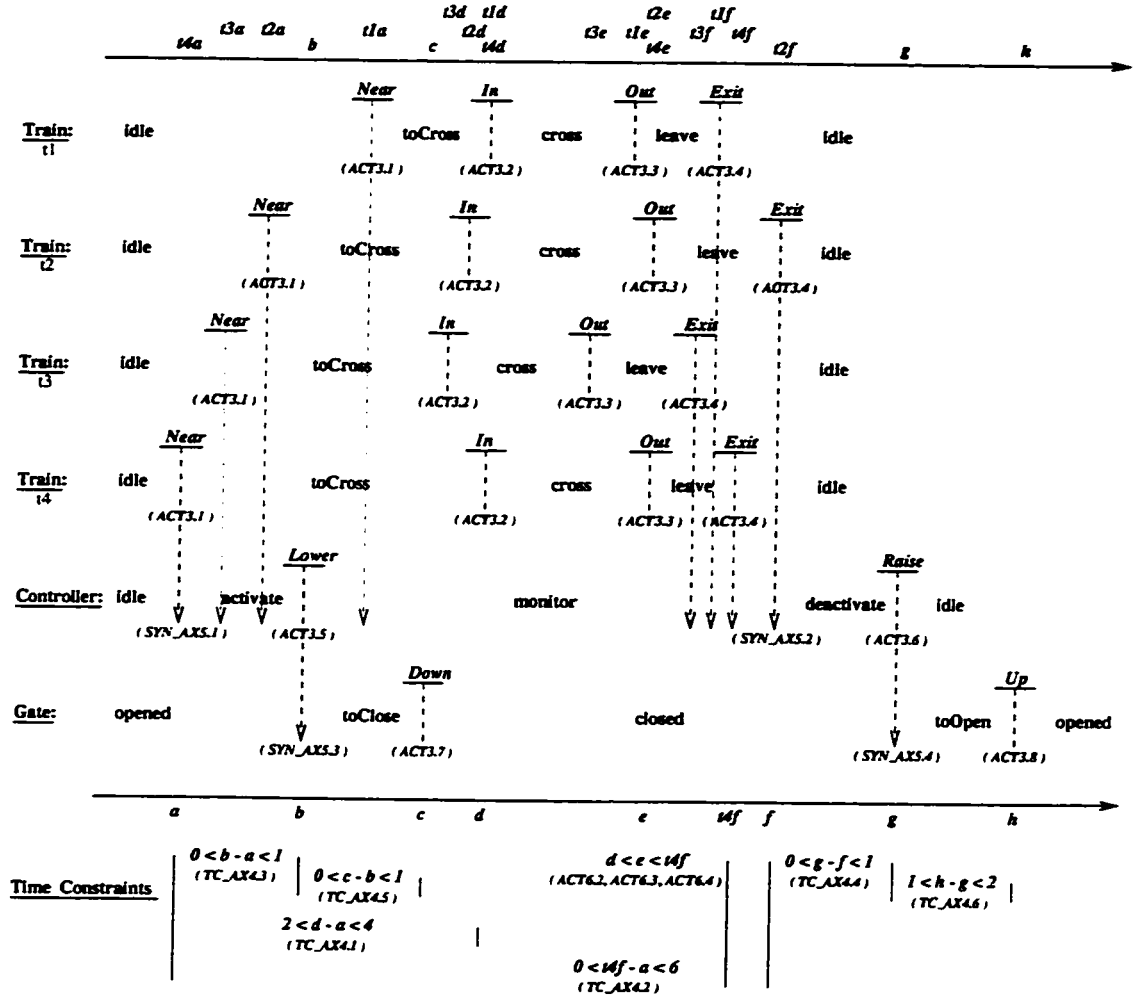 t3d t1d t2e t1f
t3a t2a t1a t2d t3e t1e t3f t4f
t4a b c t4d t4e t2f g h
Near In Out Exit
Train: idle toCross cross leave idle
t1
(ACT3.1) (ACT3.2) (ACT3.3) (ACT3.4)
Near In Out Exit
Train: idle toCross cross leave idle
t2
(ACT3.1) (ACT3.2) (ACT3.3) (ACT3.4)
Near In Out Exit
Train: idle toCross cross leave idle
t3
(ACT3.1) (ACT3.2) (ACT3.3) (ACT3.4)
Near In Out Exit
Train: idle toCross cross leave idle
t4
(ACT3.1) (ACT3.2) (ACT3.3) (ACT3.4)
Lower Raise
Controller: idle activate monitor deactivate idle
(SYN_AX5.1) (ACT3.5) (SYN_AX5.2) (ACT3.6)
Down Up
Gate: opened toClose closed toOpen opened
(SYN_AX5.3) (ACT3.7) (SYN_AX5.4) (ACT3.8)
a b c d e t4f f g h
0 < b - a < 1 d < e < t4f 0 < g - f < 1
(TC_AX4.3) 0 < c - b < 1 (ACT6.2, ACT6.3, ACT6.4) (TC_AX4.4) 1 < h - g < 2
Time Constraints (TC_AX4.5) (TC_AX4.6)
2 < d - a < 4
(TC_AX4.1)
0 < t4f - a < 6
(TC_AX4.2)